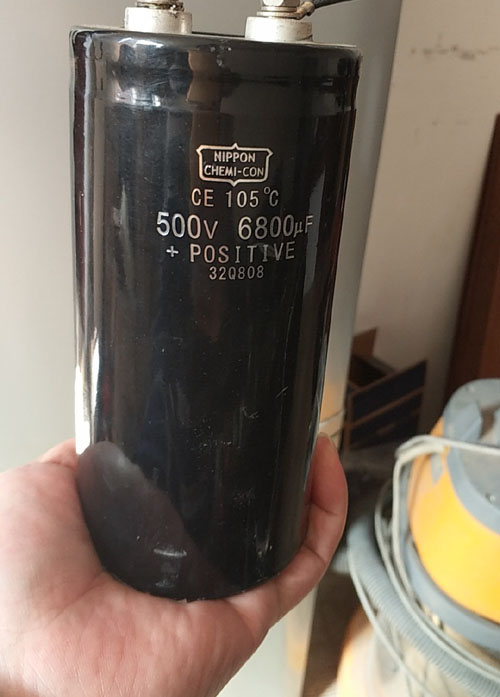 NIPPON
CHEMI-CON
CE 105°C
500V 6800µF
+ POSITIVE
32Q808